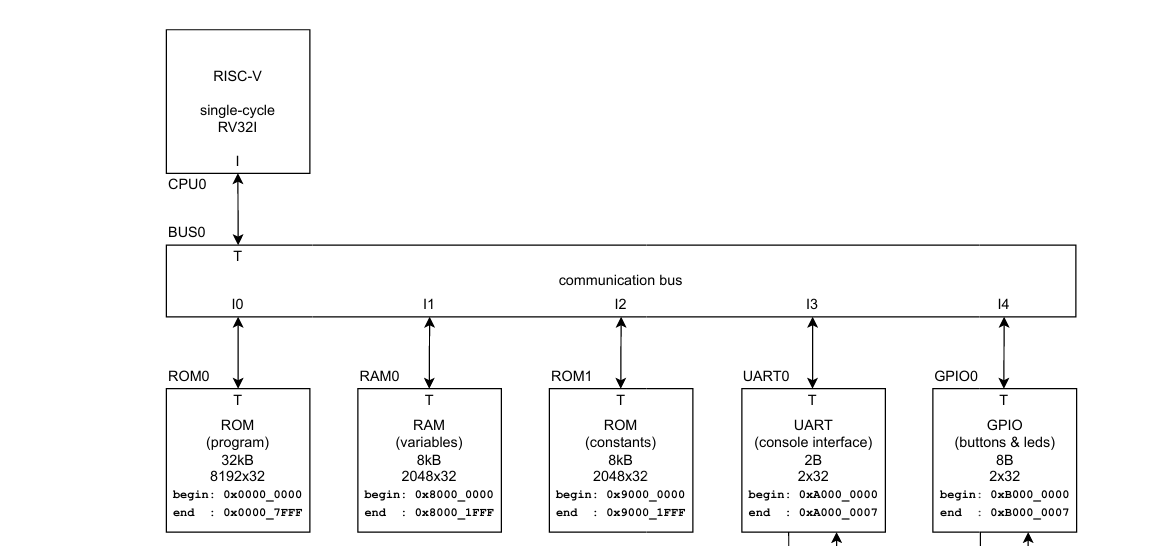 RISC-V
single-cycle
RV32I
I
CPU0
BUS0
T
communication bus
I0 I1 I2 I3 I4
ROM0 RAM0 ROM1 UART0 GPIO0
T
ROM
(program)
32kB
8192x32
begin: 0x0000_0000
end  : 0x0000_7FFF
T
RAM
(variables)
8kB
2048x32
begin: 0x8000_0000
end  : 0x8000_1FFF
T
ROM
(constants)
8kB
2048x32
begin: 0x9000_0000
end  : 0x9000_1FFF
T
UART
(console interface)
2B
2x32
begin: 0xA000_0000
end  : 0xA000_0007
T
GPIO
(buttons & leds)
8B
2x32
begin: 0xB000_0000
end  : 0xB000_0007